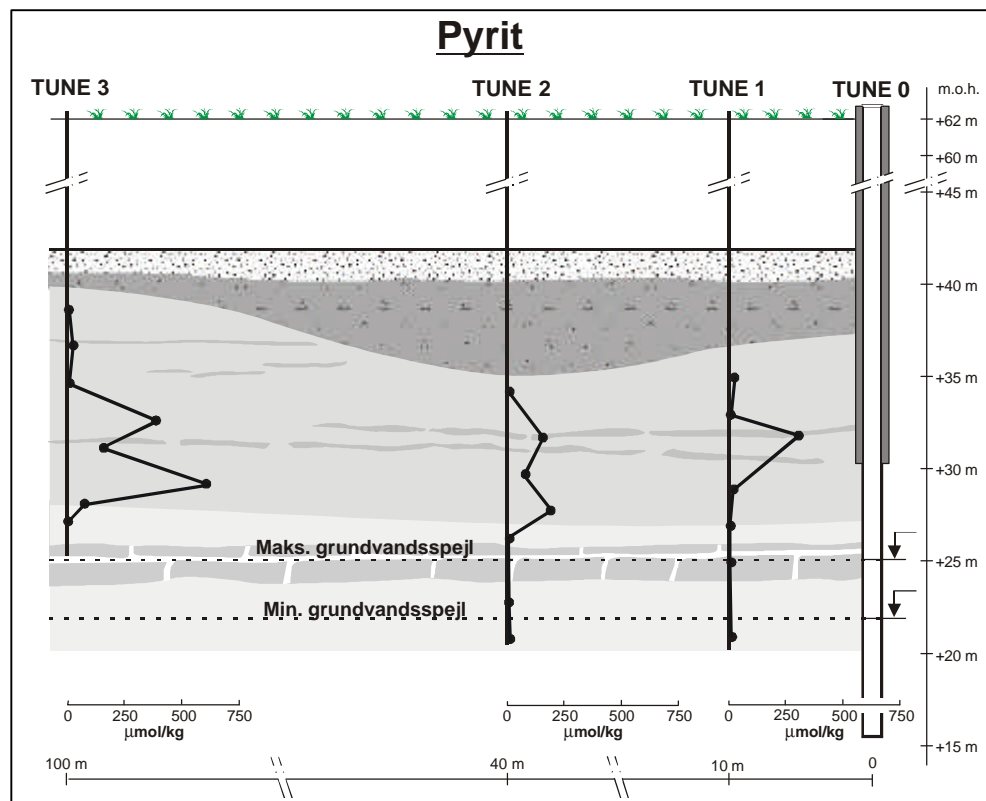 Pyrit
TUNE 3 TUNE 2 TUNE 1 TUNE 0 m.o.h.
+62 m
+60 m
+45 m
+40 m
+35 m
+30 m
Maks. grundvandsspejl
+25 m
Min. grundvandsspejl
+20 m
0 250 500 750 0 250 500 750 0 250 500 750
µmol/kg µmol/kg µmol/kg
+15 m
100 m 40 m 10 m 0